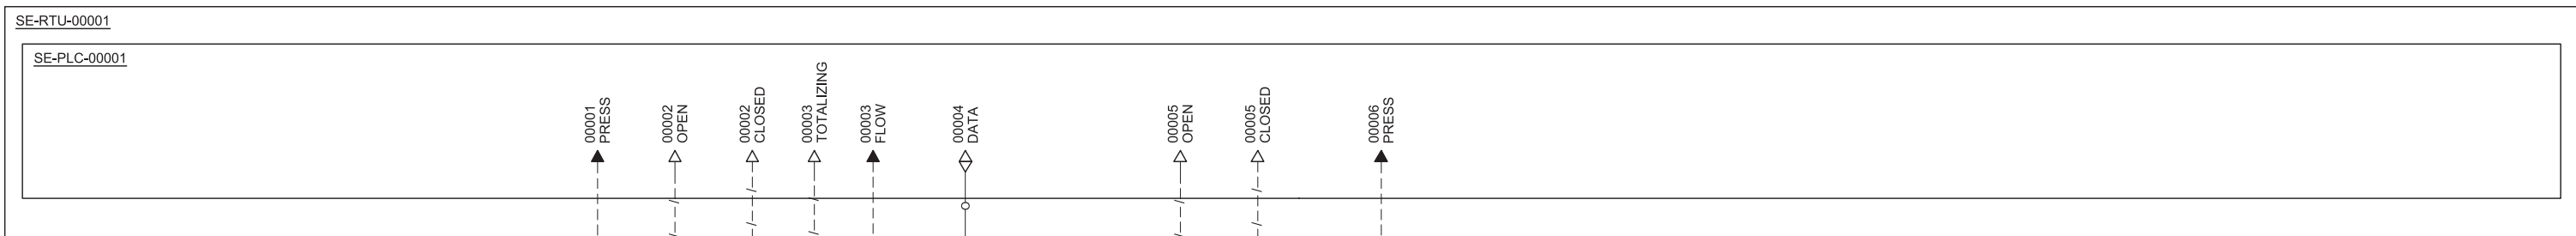 SE-RTU-00001
SE-PLC-00001
00001
PRESS
00002
OPEN
00002
CLOSED
00003
TOTALIZING
00003
FLOW
00004
DATA
00005
OPEN
00005
CLOSED
00006
PRESS